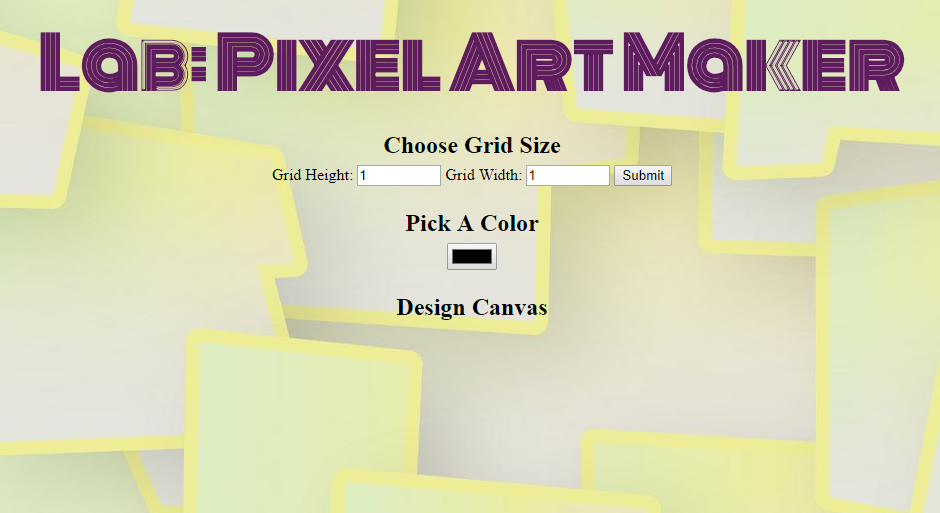 Lab: Pixel Art Maker
Choose Grid Size
Grid Height: 1 Grid Width: 1 Submit
Pick A Color
Design Canvas